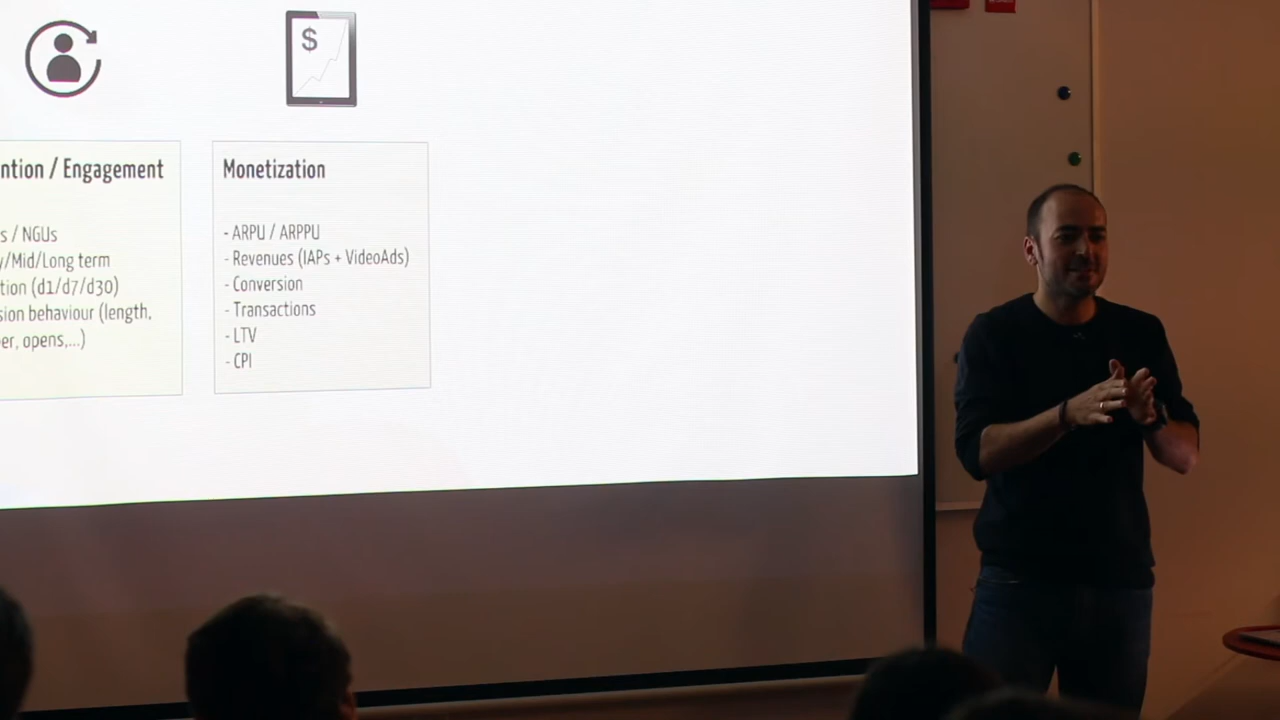 ntion / Engagement
s / NGUs
y/Mid/Long term
tion (d1/d7/d30)
sion behaviour (length,
er, opens,...)
$
Monetization
- ARPU / ARPPU
- Revenues (IAPs + VideoAds)
- Conversion
- Transactions
- LTV
- CPI